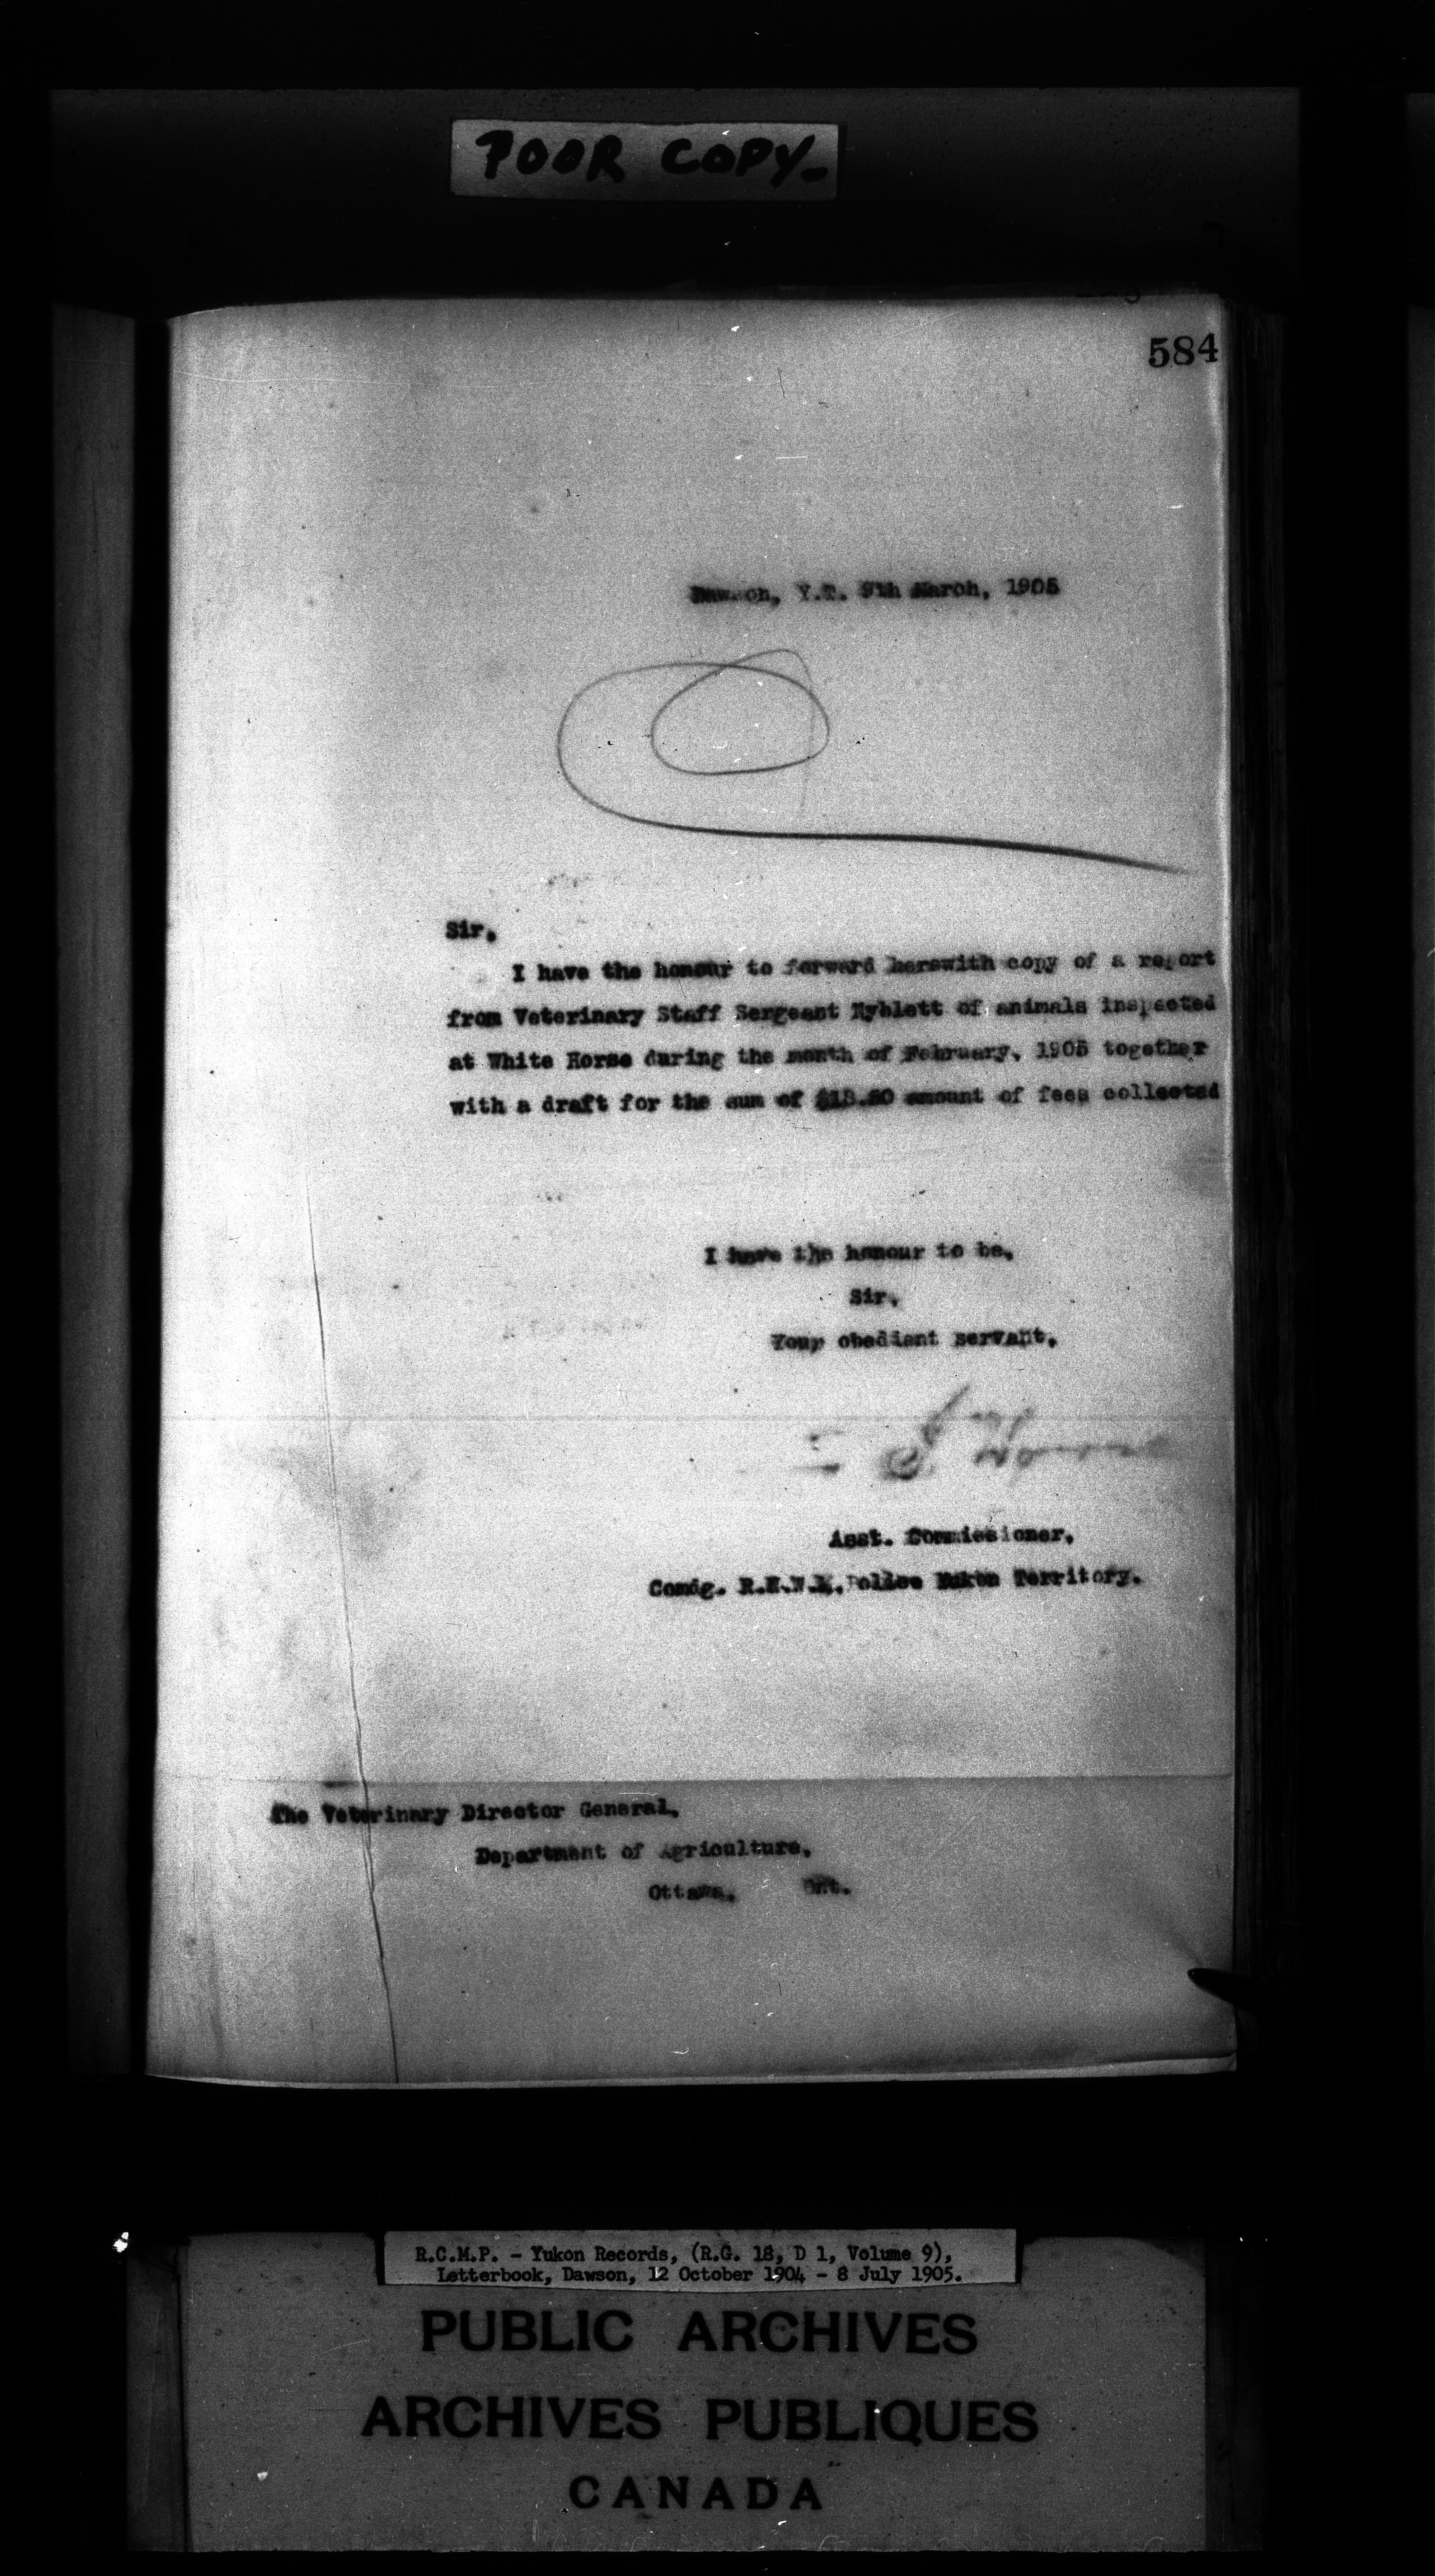 POOR COPY-
584
Dawson, Y.T. 9th March, 1905
Sir,
I have the honour to forward herewith copy of a report
from Veterinary Staff Sergeant Nyblett of animals inspected
at White Horse during the month of February, 1905 together
with a draft for the sum of amount of fees collected
I have the honour to be,
Sir,
Your obedient servant,
Asst. Commissioner,
Comdg. R.N.W.M.Police Yukon Territory.
The Veterinary Director General,
Department of Agriculture,
Ottawa, Ont.
R.C.M.P. - Yukon Records, (R.G. 18, D 1, Volume 9),
Letterbook, Dawson, 12 October 1904 - 8 July 1905.
PUBLIC ARCHIVES
ARCHIVES PUBLIQUES
CANADA